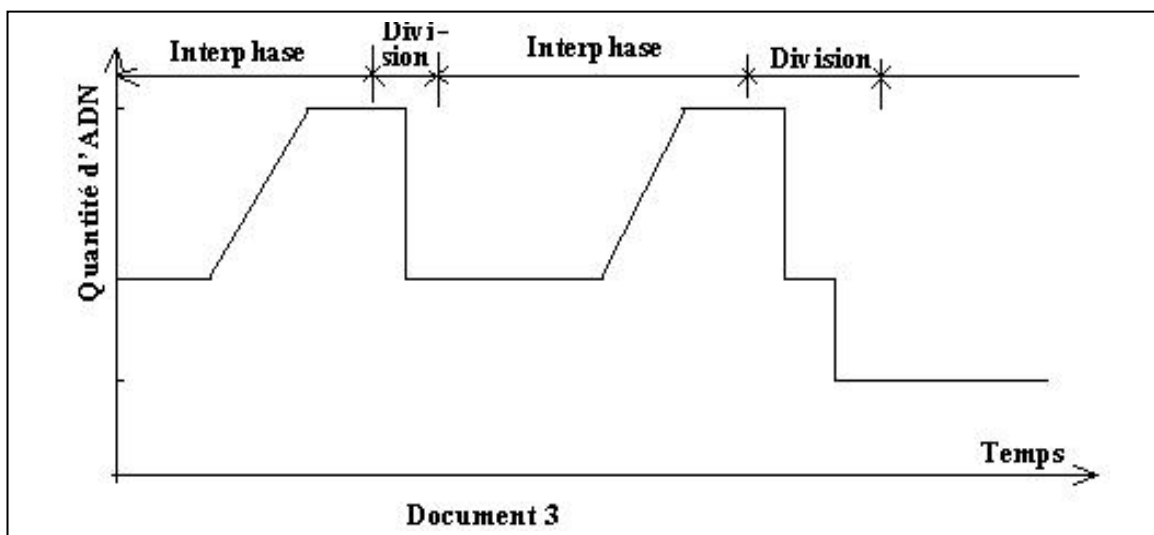 Divi-
sion
Interphase
Interphase
Division
Quantité d'ADN
Temps
Document 3